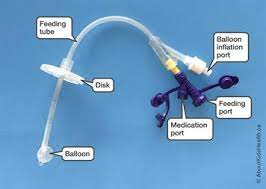 Feeding
tube
Balloon
inflation
port
Disk
Feeding
port
Medication
port
Balloon
© AboutKidsHealth.ca